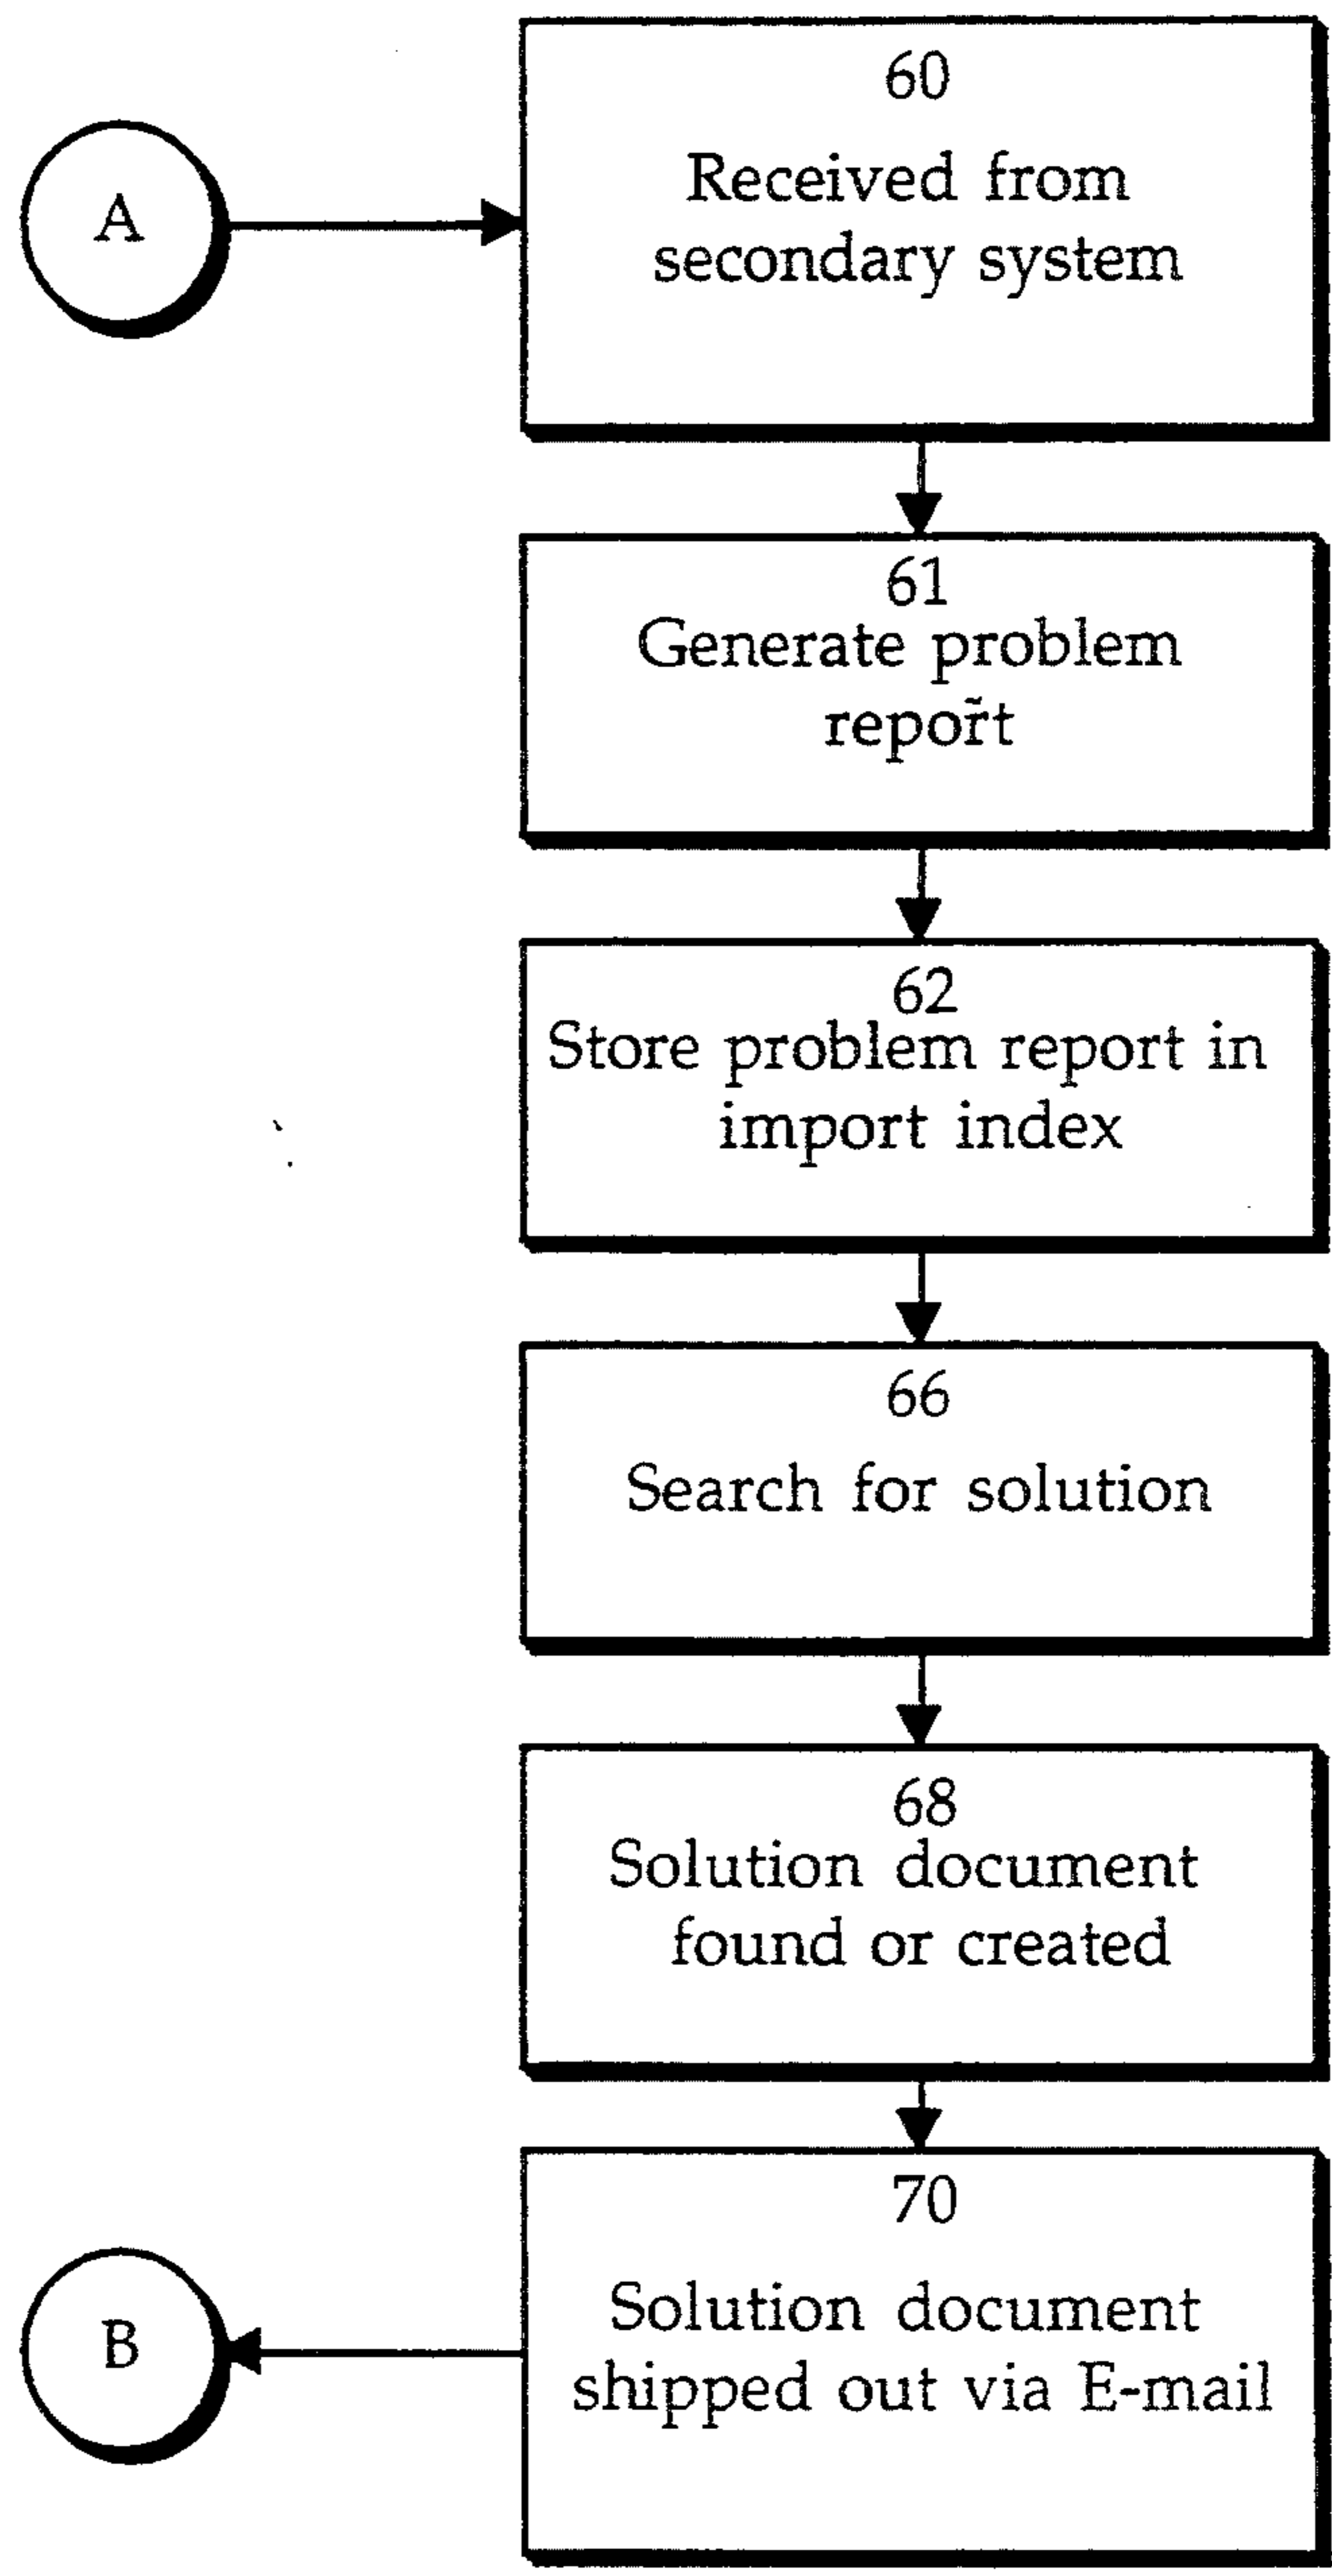 60
A
Received from
secondary system
61
Generate problem
report
62
Store problem report in
import index
66
Search for solution
68
Solution document
found or created
70
Solution document
B
shipped out via E-mail